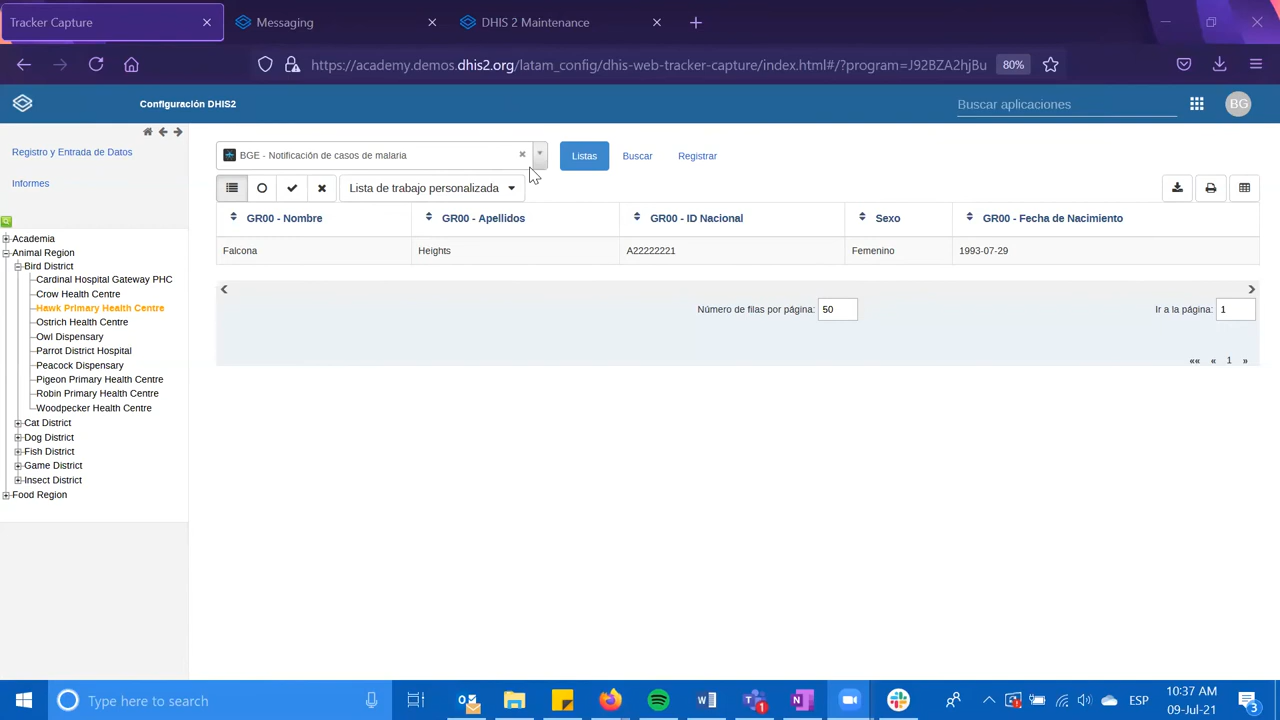 Tracker Capture
Messaging
DHIS 2 Maintenance
https://academy.demos.dhis2.org/latam_config/dhis-web-tracker-capture/index.html#/?program=J92BZA2hjBu
80%
Configuración DHIS2
Buscar aplicaciones
BG
Registro y Entrada de Datos
Informes
Academia
Animal Region
Bird District
Cardinal Hospital Gateway PHC
Crow Health Centre
Hawk Primary Health Centre
Ostrich Health Centre
Owl Dispensary
Parrot District Hospital
Peacock Dispensary
Pigeon Primary Health Centre
Robin Primary Health Centre
Woodpecker Health Centre
Cat District
Dog District
Fish District
Game District
Insect District
Food Region
BGE - Notificación de casos de malaria
Listas
Buscar
Registrar
Lista de trabajo personalizada
GR00 - Nombre GR00 - Apellidos GR00 - ID Nacional Sexo GR00 - Fecha de Nacimiento
Falcona Heights A22222221 Femenino 1993-07-29
Número de filas por página: 50 Ir a la página: 1
«« « 1 »
Type here to search
1
ESP
10:37 AM
09-Jul-21
3